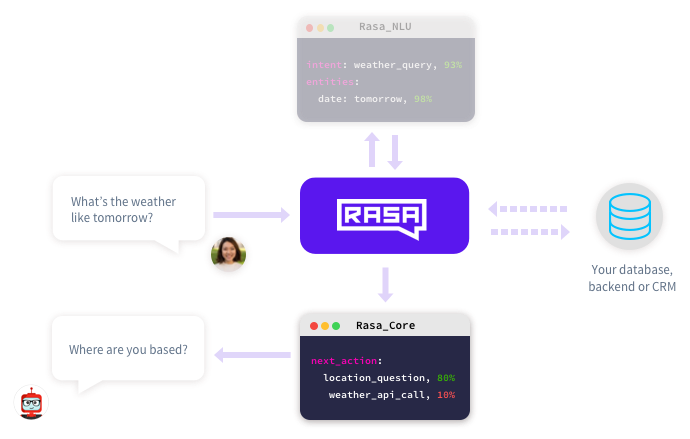 Rasa_NLU
intent: weather_query, 93%
entities:
date: tomorrow, 98%
What's the weather
like tomorrow?
RASA
Your database,
backend or CRM
Rasa_Core
next_action:
location_question, 80%
weather_api_call, 10%
Where are you based?